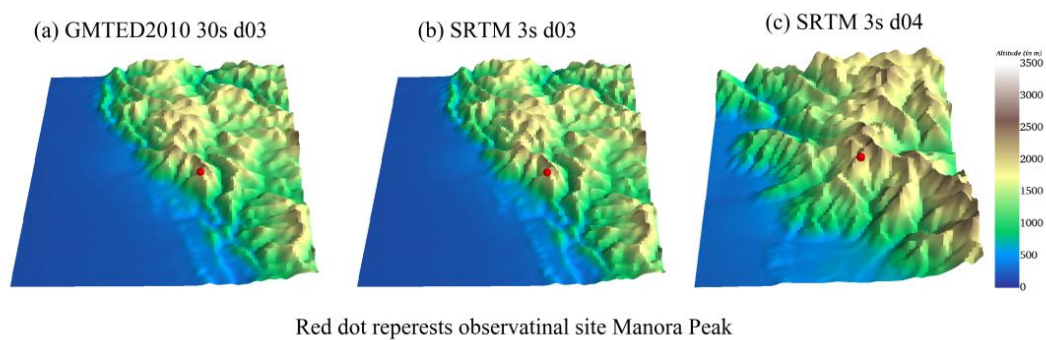 (a) GMTED2010 30s d03
(b) SRTM 3s d03
(c) SRTM 3s d04
Altitude (in m)
3500
3000
2500
2000
1500
1000
500
0
Red dot reperests observatinal site Manora Peak